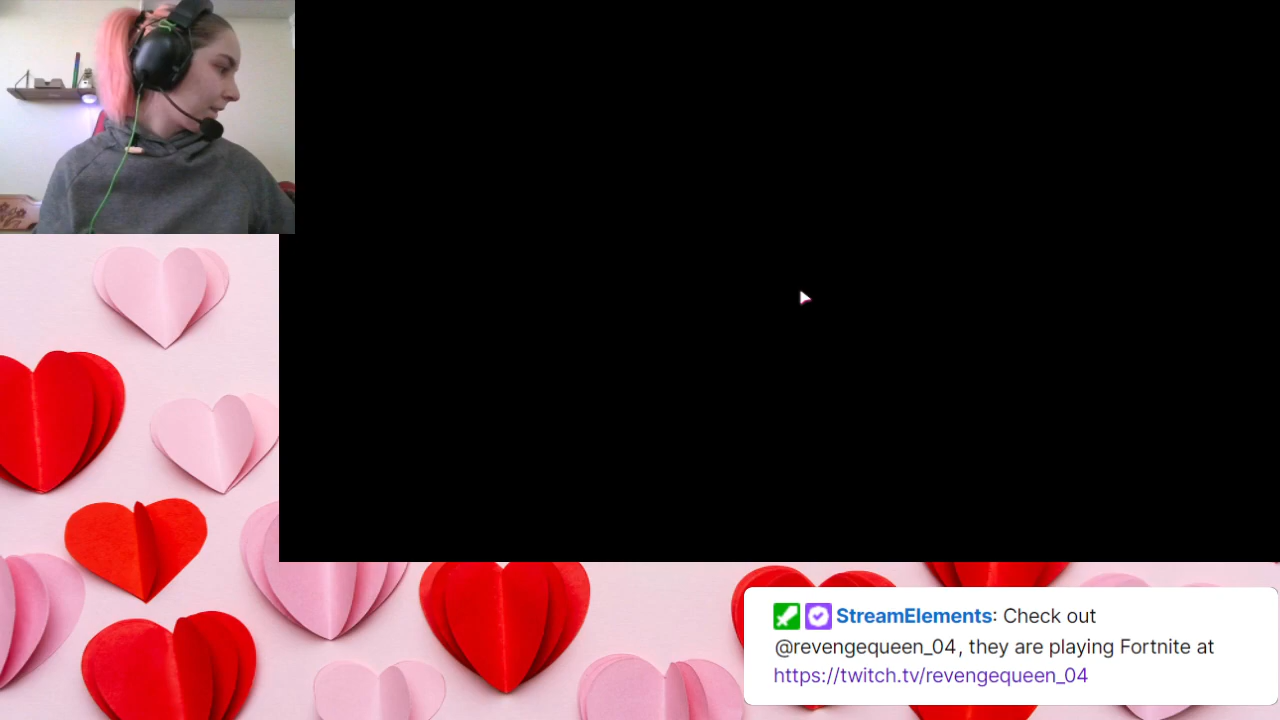 StreamElements: Check out
@revengequeen_04, they are playing Fortnite at
https://twitch.tv/revengequeen_04